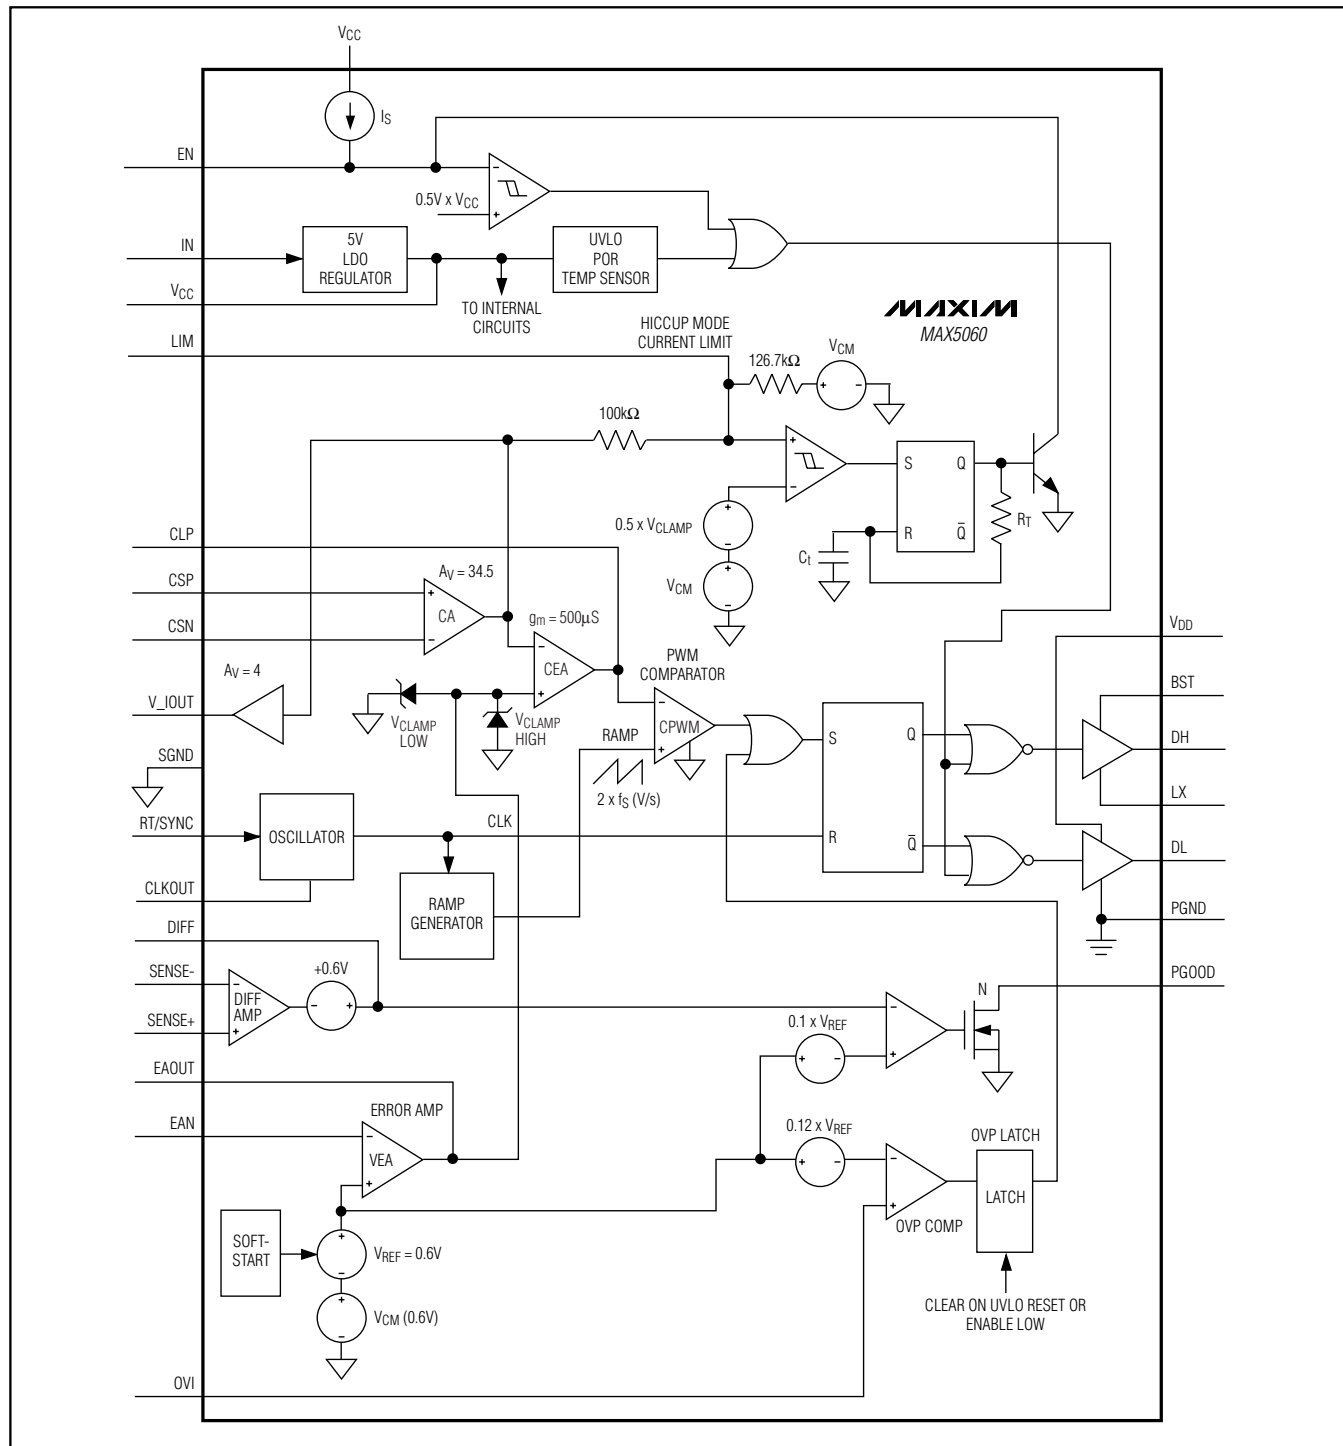 VCC
IS
EN
0.5V x VCC
IN
5V
LDO
REGULATOR
UVLO
POR
TEMP SENSOR
VCC
TO INTERNAL
CIRCUITS
MAXIM
MAX5060
LIM
HICCUP MODE
CURRENT LIMIT
126.7kΩ
VCM
+ -
100kΩ
+
-
S Q
R Q̅
RT
Ct
0.5 x VCLAMP
+
-
VCM
+
-
CLP
CSP
CSN
AV = 34.5
+
CA
-
gm = 500µS
-
CEA
+
AV = 4
V_IOUT
VCLAMP
LOW
VCLAMP
HIGH
PWM
COMPARATOR
-
CPWM
+
RAMP
2 x fS (V/s)
S Q
R Q̅
VDD
BST
DH
LX
DL
PGND
PGOOD
SGND
RT/SYNC
OSCILLATOR
CLK
CLKOUT
RAMP
GENERATOR
DIFF
SENSE-
SENSE+
-
DIFF
AMP
+
+0.6V
- +
0.1 x VREF
+ -
-
+
N
EAOUT
EAN
ERROR AMP
-
VEA
+
0.12 x VREF
+ -
-
+
OVP COMP
OVP LATCH
LATCH
CLEAR ON UVLO RESET OR
ENABLE LOW
SOFT-
START
+
-
VREF = 0.6V
+
-
VCM (0.6V)
OVI